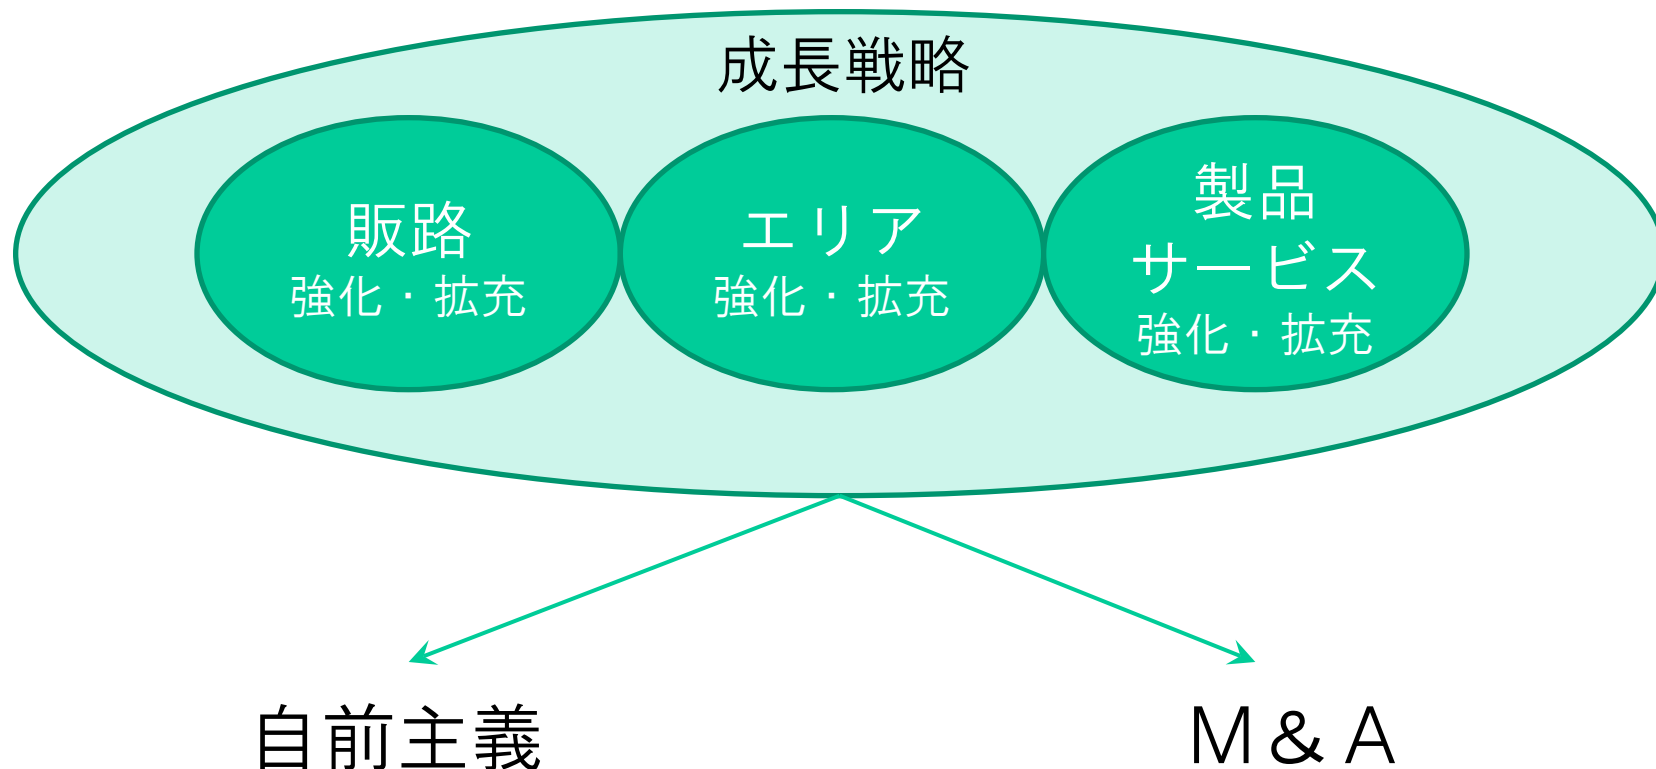 成長戦略
販路
強化・拡充
エリア
強化・拡充
製品
サービス
強化・拡充
自前主義
M＆A